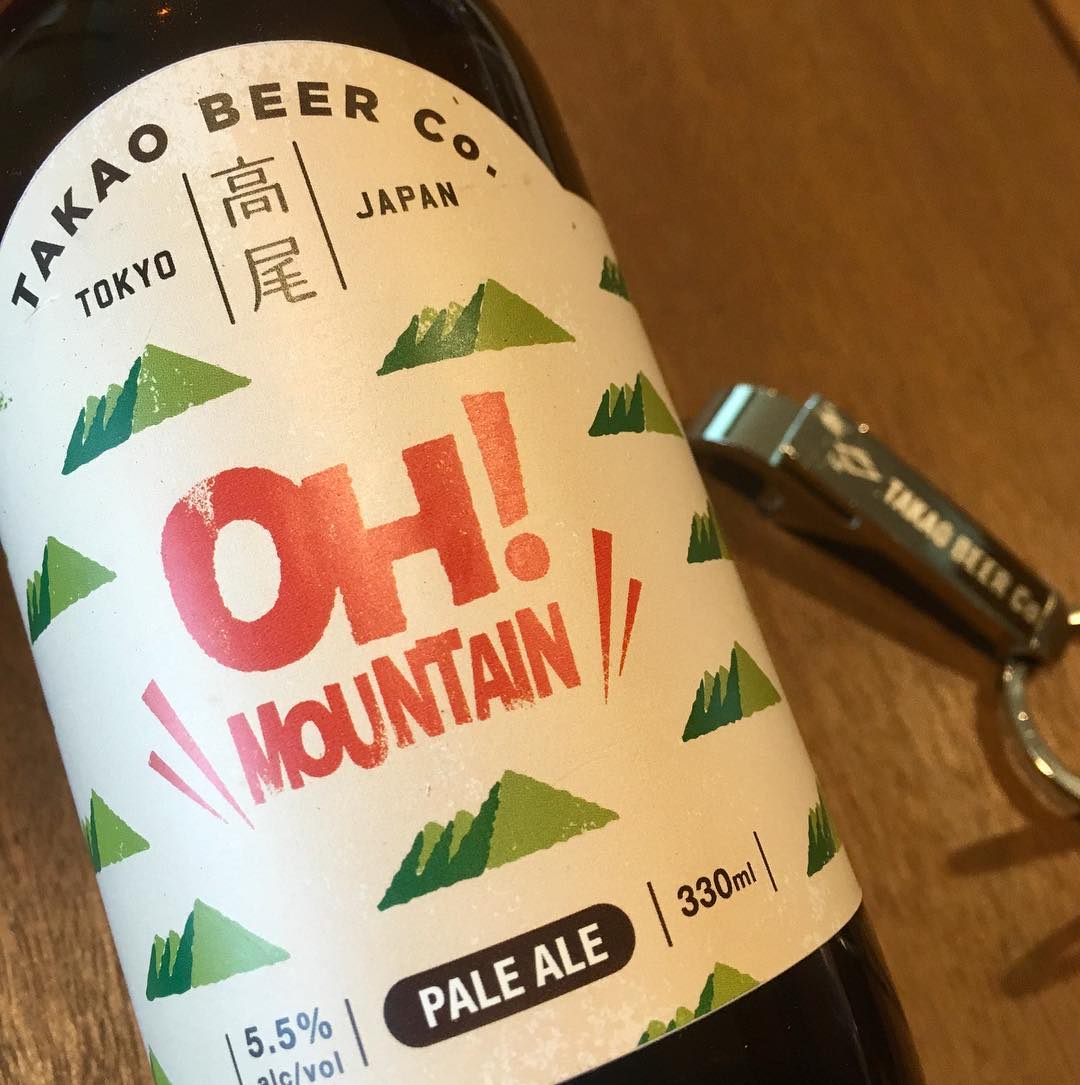 TAKAO BEER Co.
TOKYO
高尾
JAPAN
OH!
MOUNTAIN
330ml
PALE ALE
5.5%
alc/vol
TAKAO BEER Co.